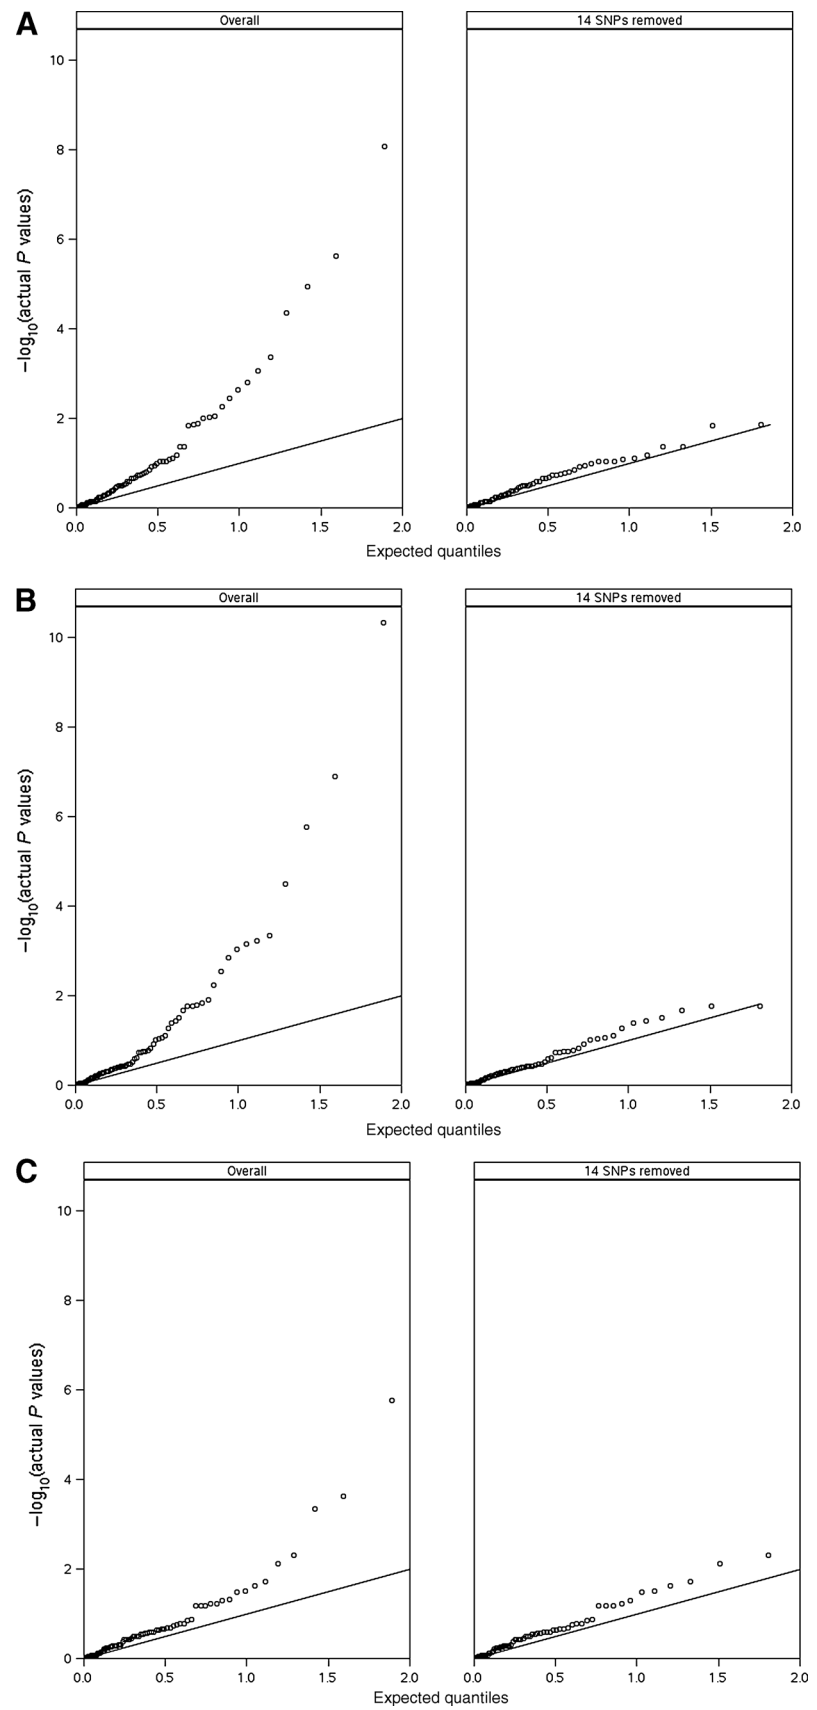 A
Overall
14 SNPs removed
10
8
6
4
2
0
−log10(actual P values)
0.0 0.5 1.0 1.5 2.0
0.0 0.5 1.0 1.5 2.0
Expected quantiles
B
Overall
14 SNPs removed
10
8
6
4
2
0
−log10(actual P values)
0.0 0.5 1.0 1.5 2.0
0.0 0.5 1.0 1.5 2.0
Expected quantiles
C
Overall
14 SNPs removed
10
8
6
4
2
0
−log10(actual P values)
0.0 0.5 1.0 1.5 2.0
0.0 0.5 1.0 1.5 2.0
Expected quantiles